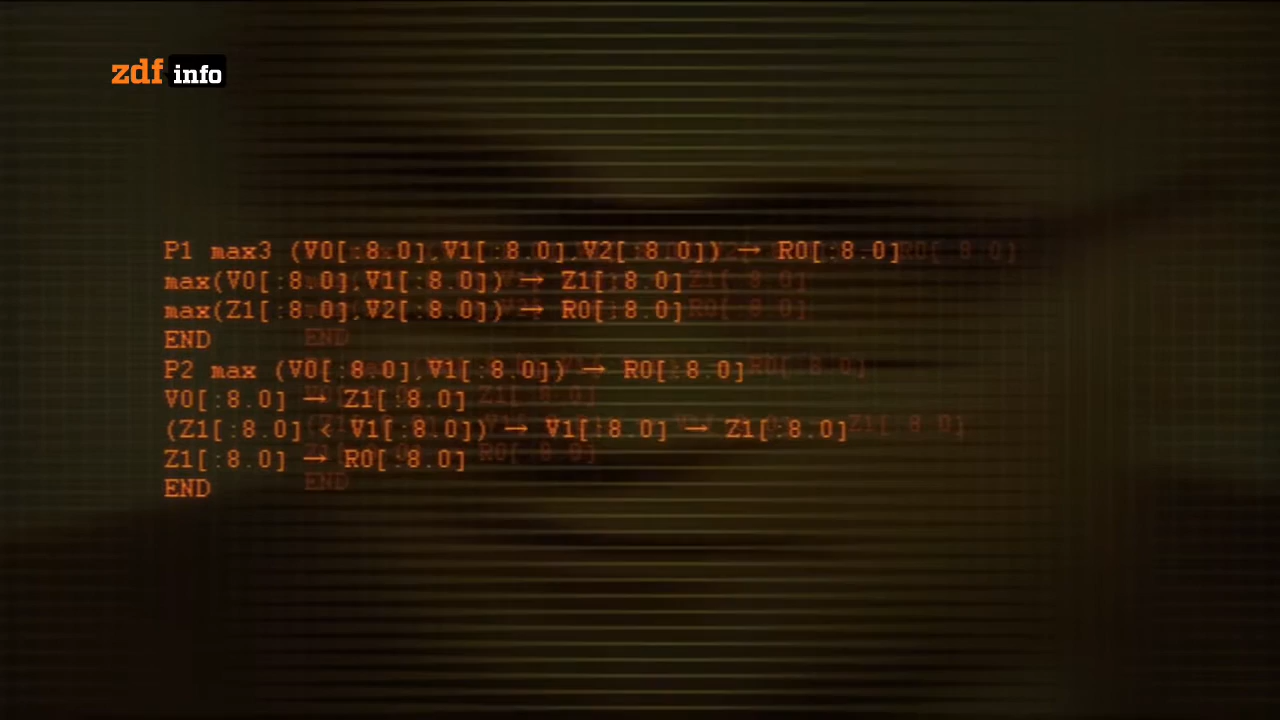 zdf info
P1 max3 (V0[:8.0],V1[:8.0],V2[:8.0]) → R0[:8.0]
max(V0[:8.0],V1[:8.0]) → Z1[:8.0]
max(Z1[:8.0],V2[:8.0]) → R0[:8.0]
END
P2 max (V0[:8.0],V1[:8.0]) → R0[:8.0]
V0[:8.0] → Z1[:8.0]
(Z1[:8.0] < V1[:8.0]) → V1[:8.0] → Z1[:8.0]
Z1[:8.0] → R0[:8.0]
END